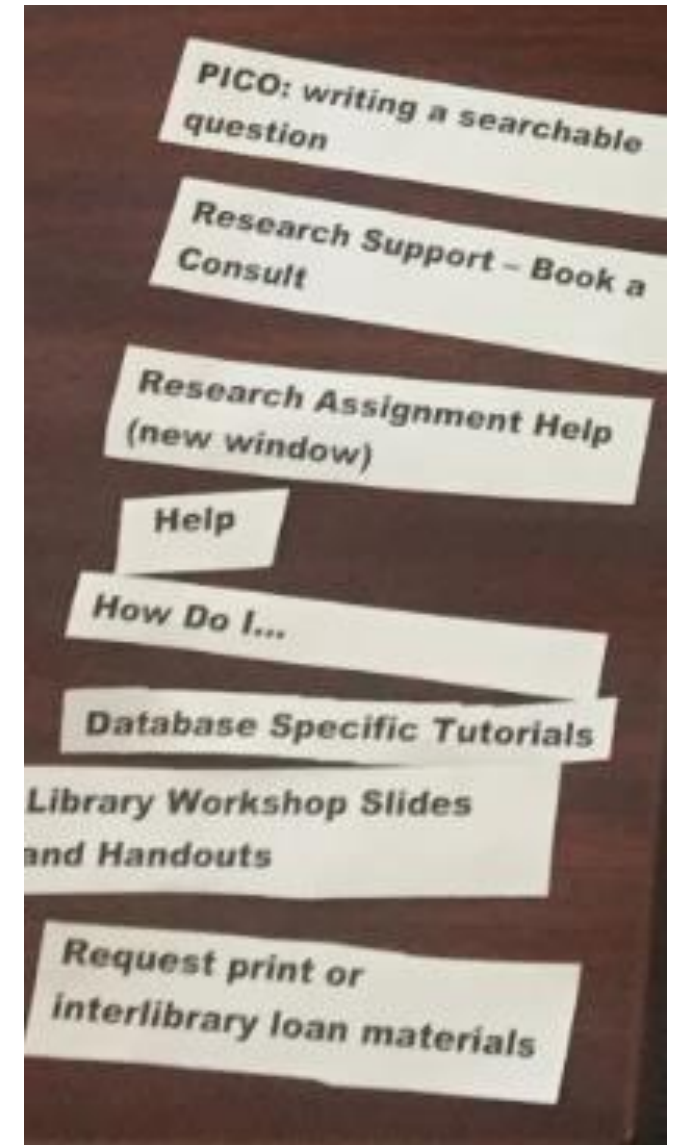 PICO: writing a searchable
question
Research Support – Book a
Consult
Research Assignment Help
(new window)
Help
How Do I...
Database Specific Tutorials
Library Workshop Slides
and Handouts
Request print or
interlibrary loan materials